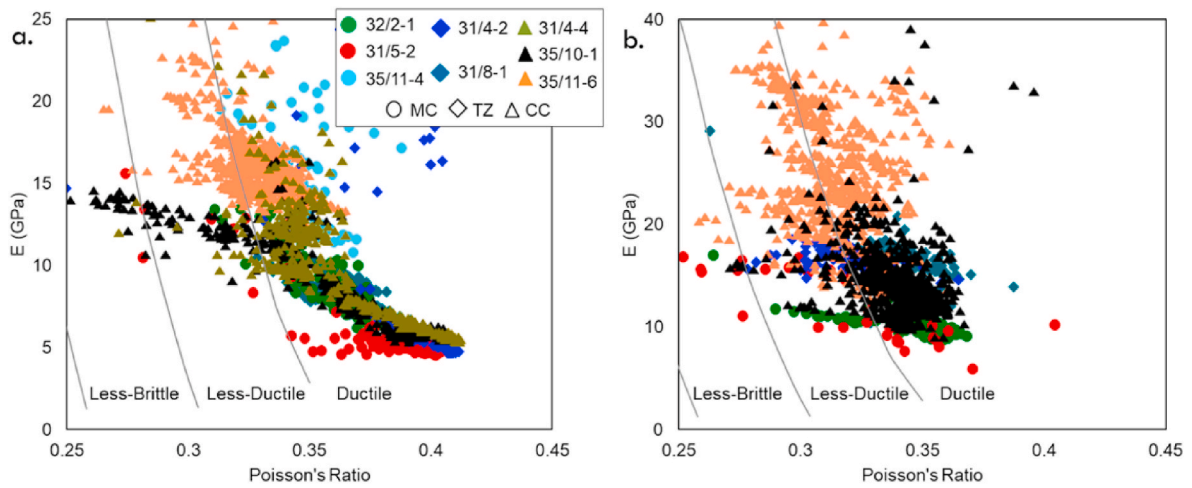 a.
25
20
15
10
5
0
E (GPa)
0.25
0.3
0.35
0.4
Poisson's Ratio
Less-Brittle
Less-Ductile
Ductile
32/2-1
31/4-2
31/4-4
31/5-2
35/10-1
35/11-4
31/8-1
35/11-6
MC
TZ
CC
b.
40
30
20
10
0
E (GPa)
0.25
0.3
0.35
0.4
0.45
Poisson's Ratio
Less-Brittle
Less-Ductile
Ductile